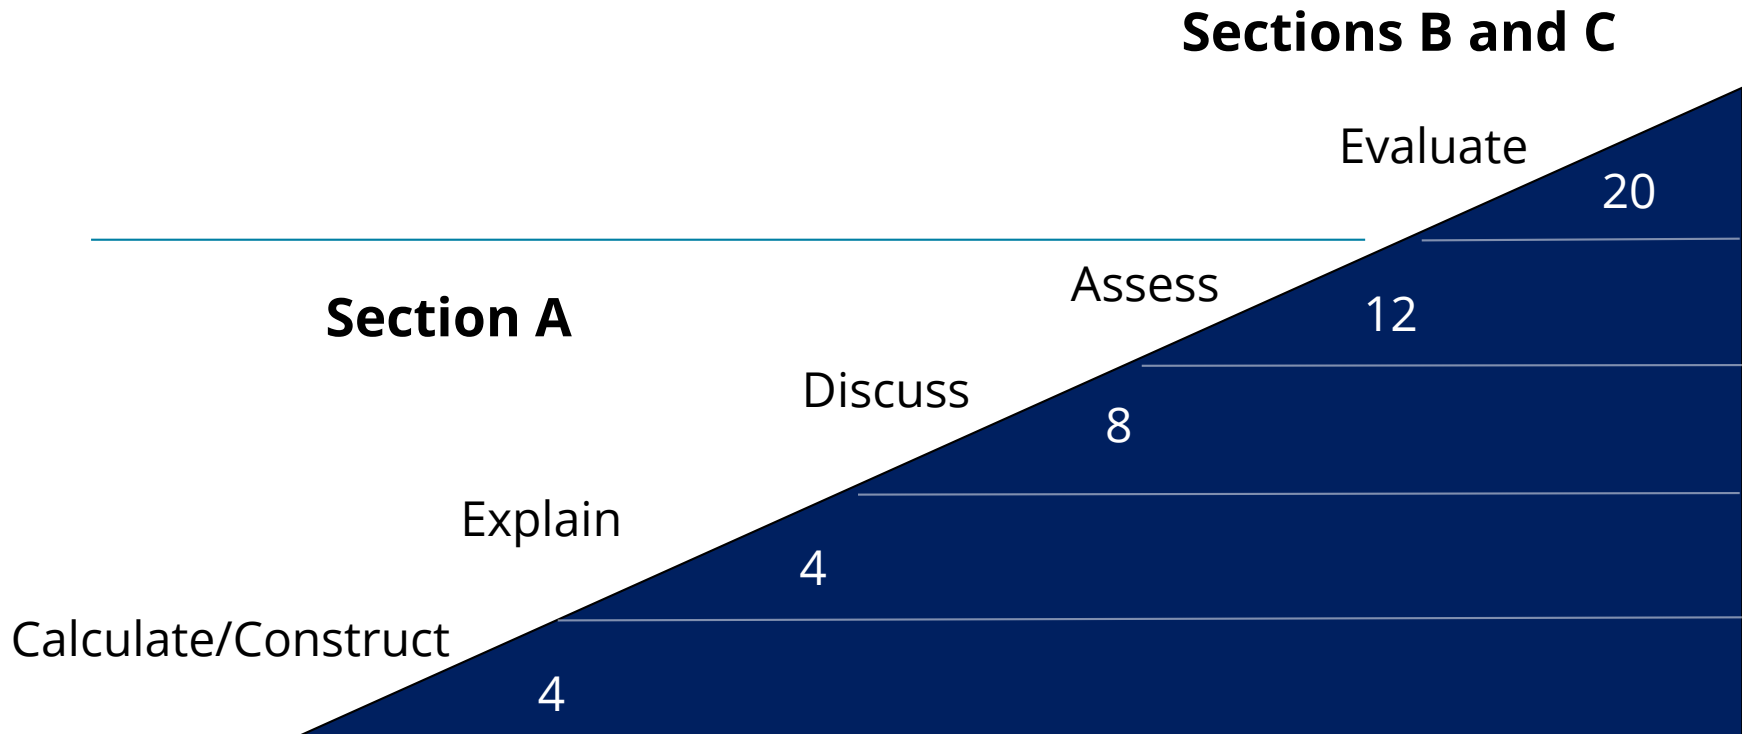 Sections B and C
Evaluate
20
Assess
12
Section A
Discuss
8
Explain
4
Calculate/Construct
4